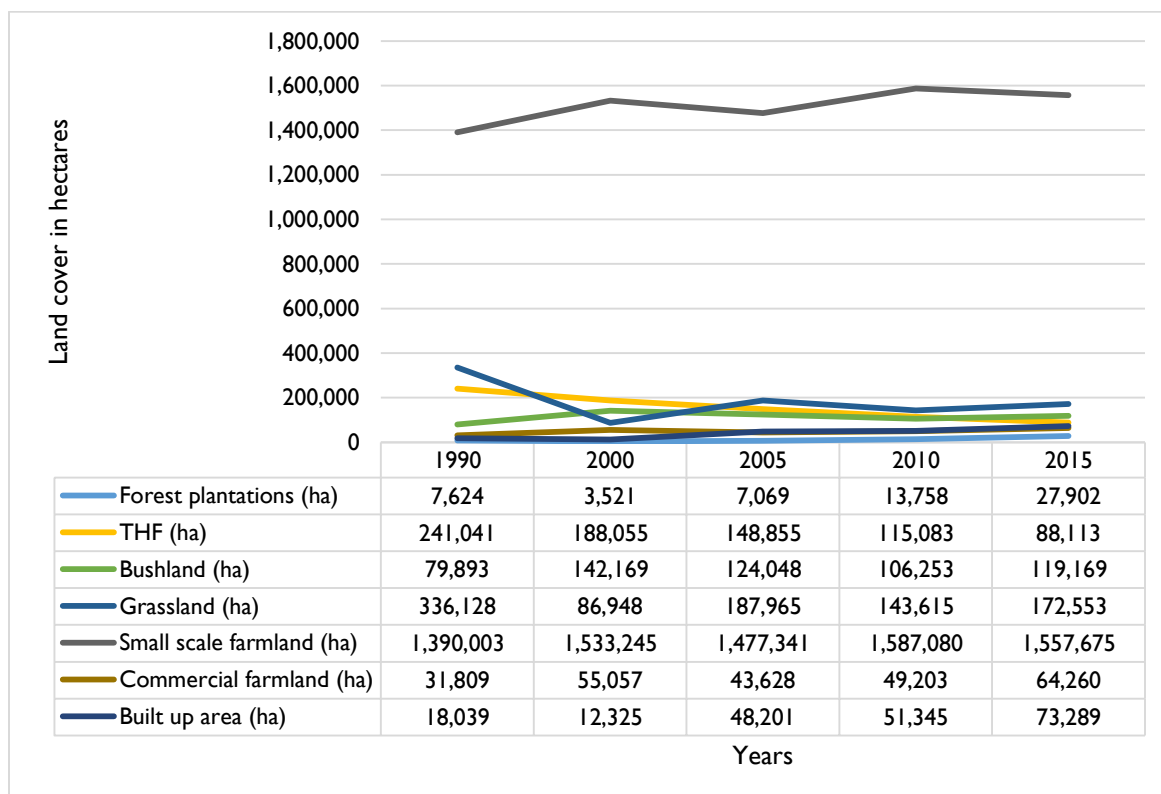 1,800,000
1,600,000
1,400,000
1,200,000
1,000,000
800,000
600,000
400,000
200,000
0
Land cover in hectares
1990 2000 2005 2010 2015
Forest plantations (ha) 7,624 3,521 7,069 13,758 27,902
THF (ha) 241,041 188,055 148,855 115,083 88,113
Bushland (ha) 79,893 142,169 124,048 106,253 119,169
Grassland (ha) 336,128 86,948 187,965 143,615 172,553
Small scale farmland (ha) 1,390,003 1,533,245 1,477,341 1,587,080 1,557,675
Commercial farmland (ha) 31,809 55,057 43,628 49,203 64,260
Built up area (ha) 18,039 12,325 48,201 51,345 73,289
Years